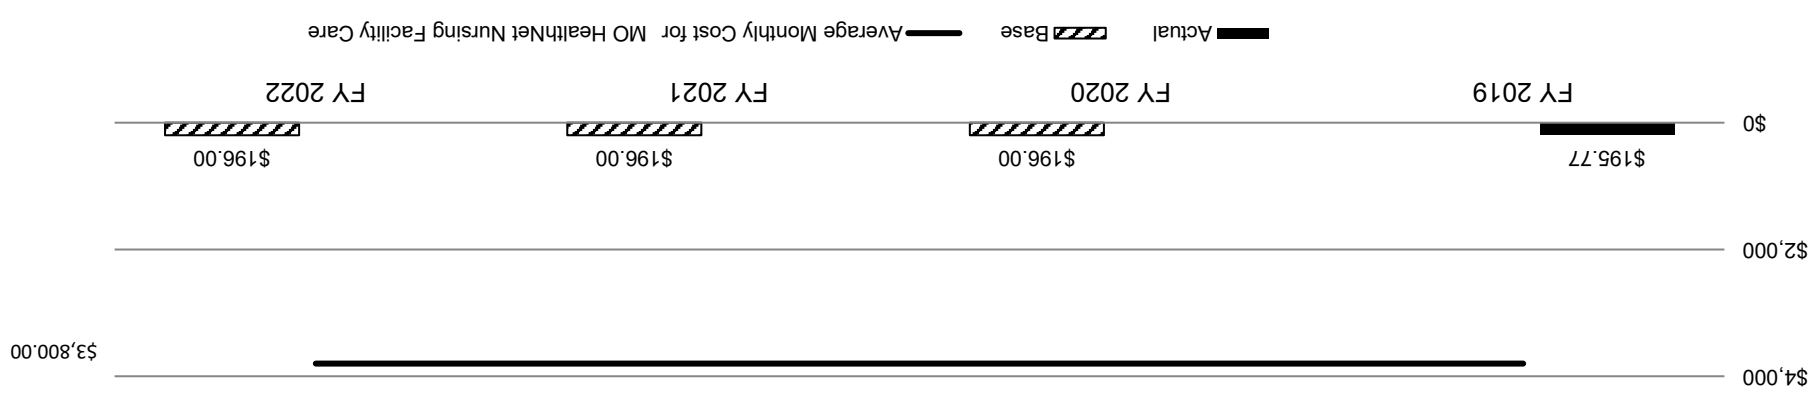 $4,000
$3,800.00
$2,000
$195.77
$196.00
$196.00
$196.00
$0
FY 2019
FY 2020
FY 2021
FY 2022
Actual
Base
Average Monthly Cost for MO HealthNet Nursing Facility Care